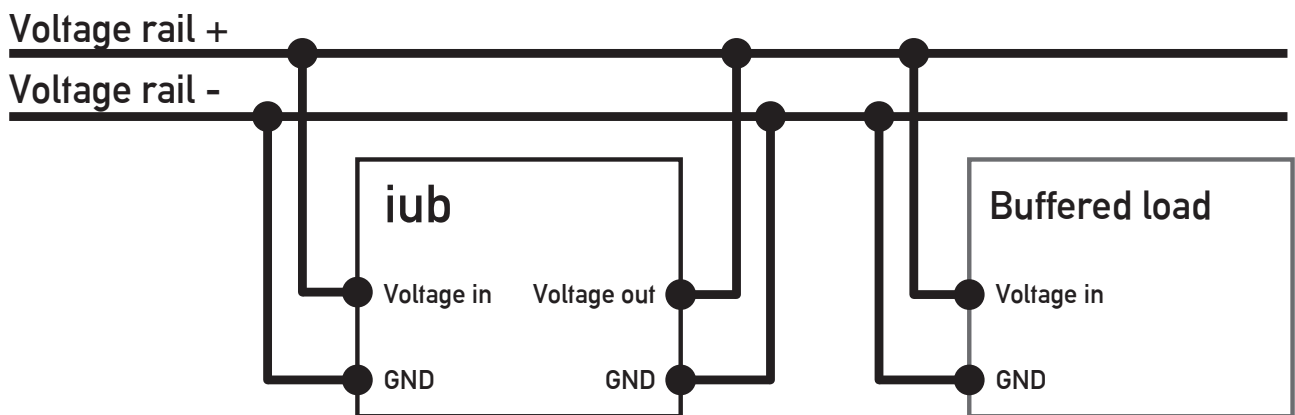 Voltage rail +
Voltage rail -
iub
Buffered load
Voltage in
Voltage out
Voltage in
GND
GND
GND